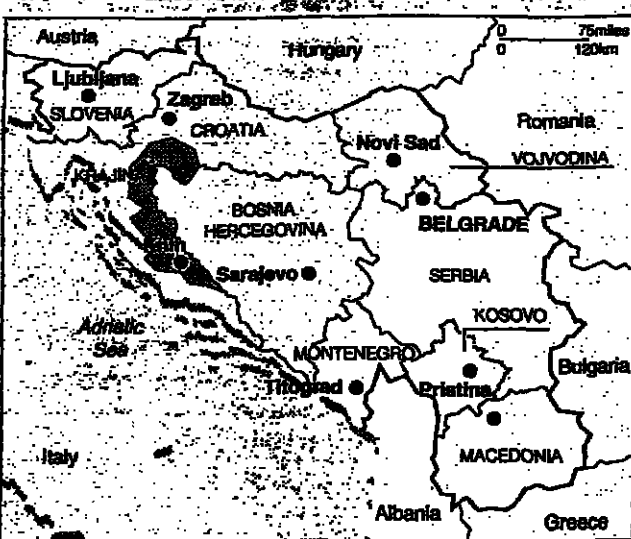 Austria
Hungary
0 75miles
0 120km
Ljubljana
SLOVENIA
Zagreb
CROATIA
Romania
Novi Sad
VOJVODINA
KRAJINA
BOSNIA
HERCEGOVINA
BELGRADE
Knin
Sarajevo
SERBIA
Adriatic
Sea
KOSOVO
MONTENEGRO
Bulgaria
Titograd
Pristina
Italy
MACEDONIA
Albania
Greece